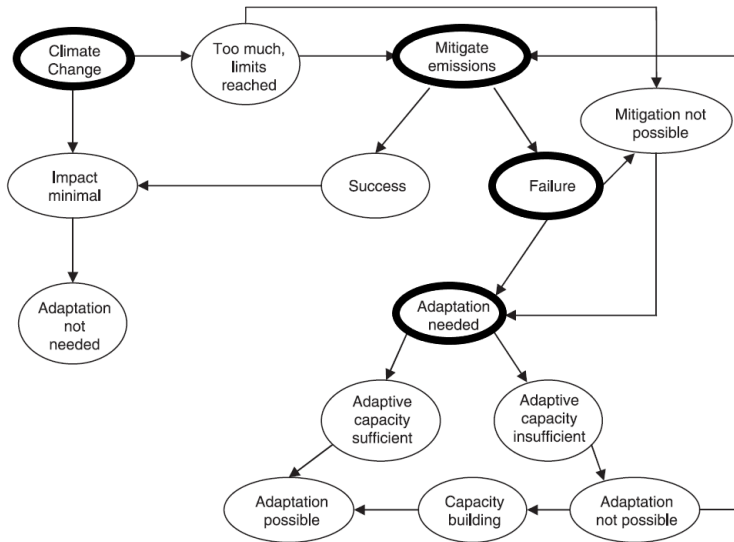 Climate
Change
Too much,
limits
reached
Mitigate
emissions
Mitigation not
possible
Impact
minimal
Success
Failure
Adaptation
not
needed
Adaptation
needed
Adaptive
capacity
sufficient
Adaptive
capacity
insufficient
Adaptation
possible
Capacity
building
Adaptation
not possible